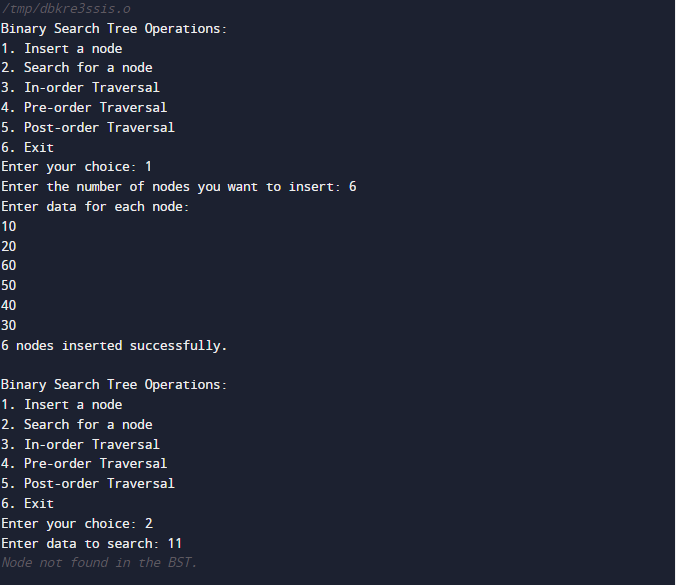 /tmp/dbkre3ssis.o
Binary Search Tree Operations:
1. Insert a node
2. Search for a node
3. In-order Traversal
4. Pre-order Traversal
5. Post-order Traversal
6. Exit
Enter your choice: 1
Enter the number of nodes you want to insert: 6
Enter data for each node:
10
20
60
50
40
30
6 nodes inserted successfully.

Binary Search Tree Operations:
1. Insert a node
2. Search for a node
3. In-order Traversal
4. Pre-order Traversal
5. Post-order Traversal
6. Exit
Enter your choice: 2
Enter data to search: 11
Node not found in the BST.